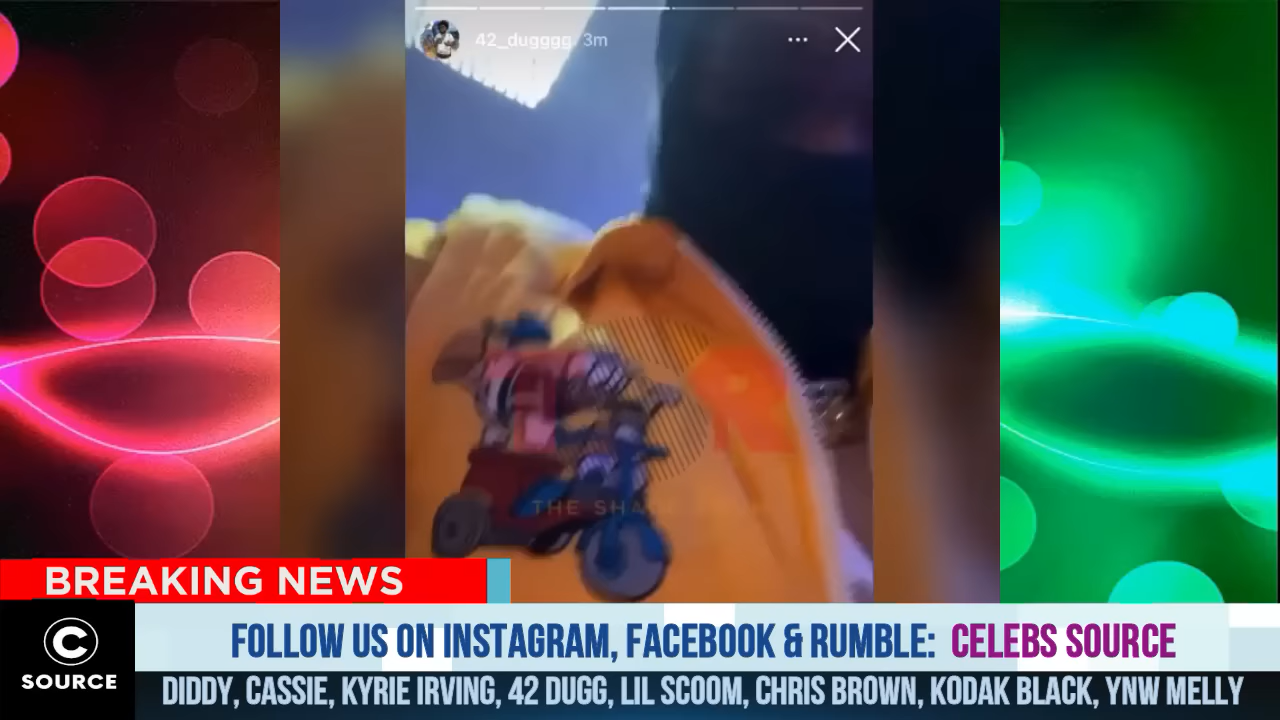 42_dugggg 3m
THE SHA
BREAKING NEWS
C
SOURCE
FOLLOW US ON INSTAGRAM, FACEBOOK & RUMBLE: CELEBS SOURCE
DIDDY, CASSIE, KYRIE IRVING, 42 DUGG, LIL SCOOM, CHRIS BROWN, KODAK BLACK, YNW MELLY